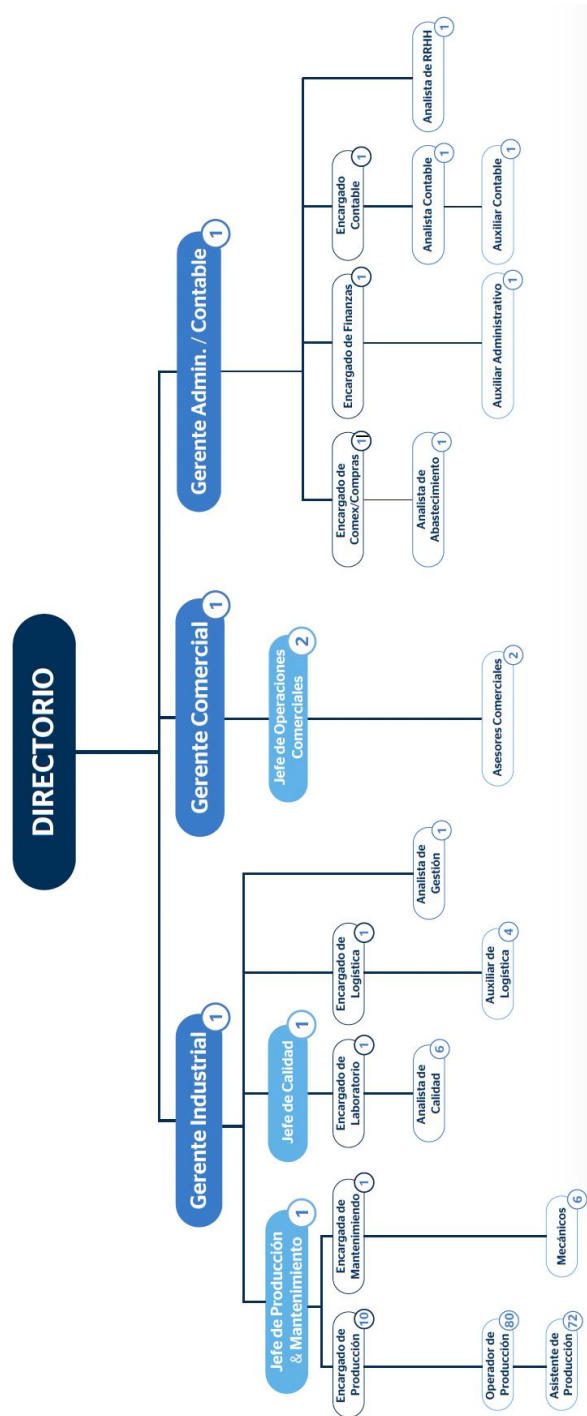 DIRECTORIO
Gerente Industrial
1
Gerente Comercial
1
Gerente Admin. / Contable
1
Jefe de Producción
& Mantenimiento
1
Jefe de Calidad
1
Jefe de Operaciones
Comerciales
2
Encargado de
Producción
10
Encargada de
Mantenimiendo
1
Encargado de
Laboratorio
1
Encargado de
Logística
1
Encargado de
Comex/Compras
1
Encargado de Finanzas
1
Encargado
Contable
1
Analista de
Calidad
6
Analista de
Gestión
1
Analista de
Abastecimiento
1
Analista Contable
1
Analista de RRHH
1
Operador de
Producción
80
Auxiliar de
Logística
4
Asesores Comerciales
2
Auxiliar Administrativo
1
Auxiliar Contable
1
Asistente de
Producción
72
Mecánicos
6